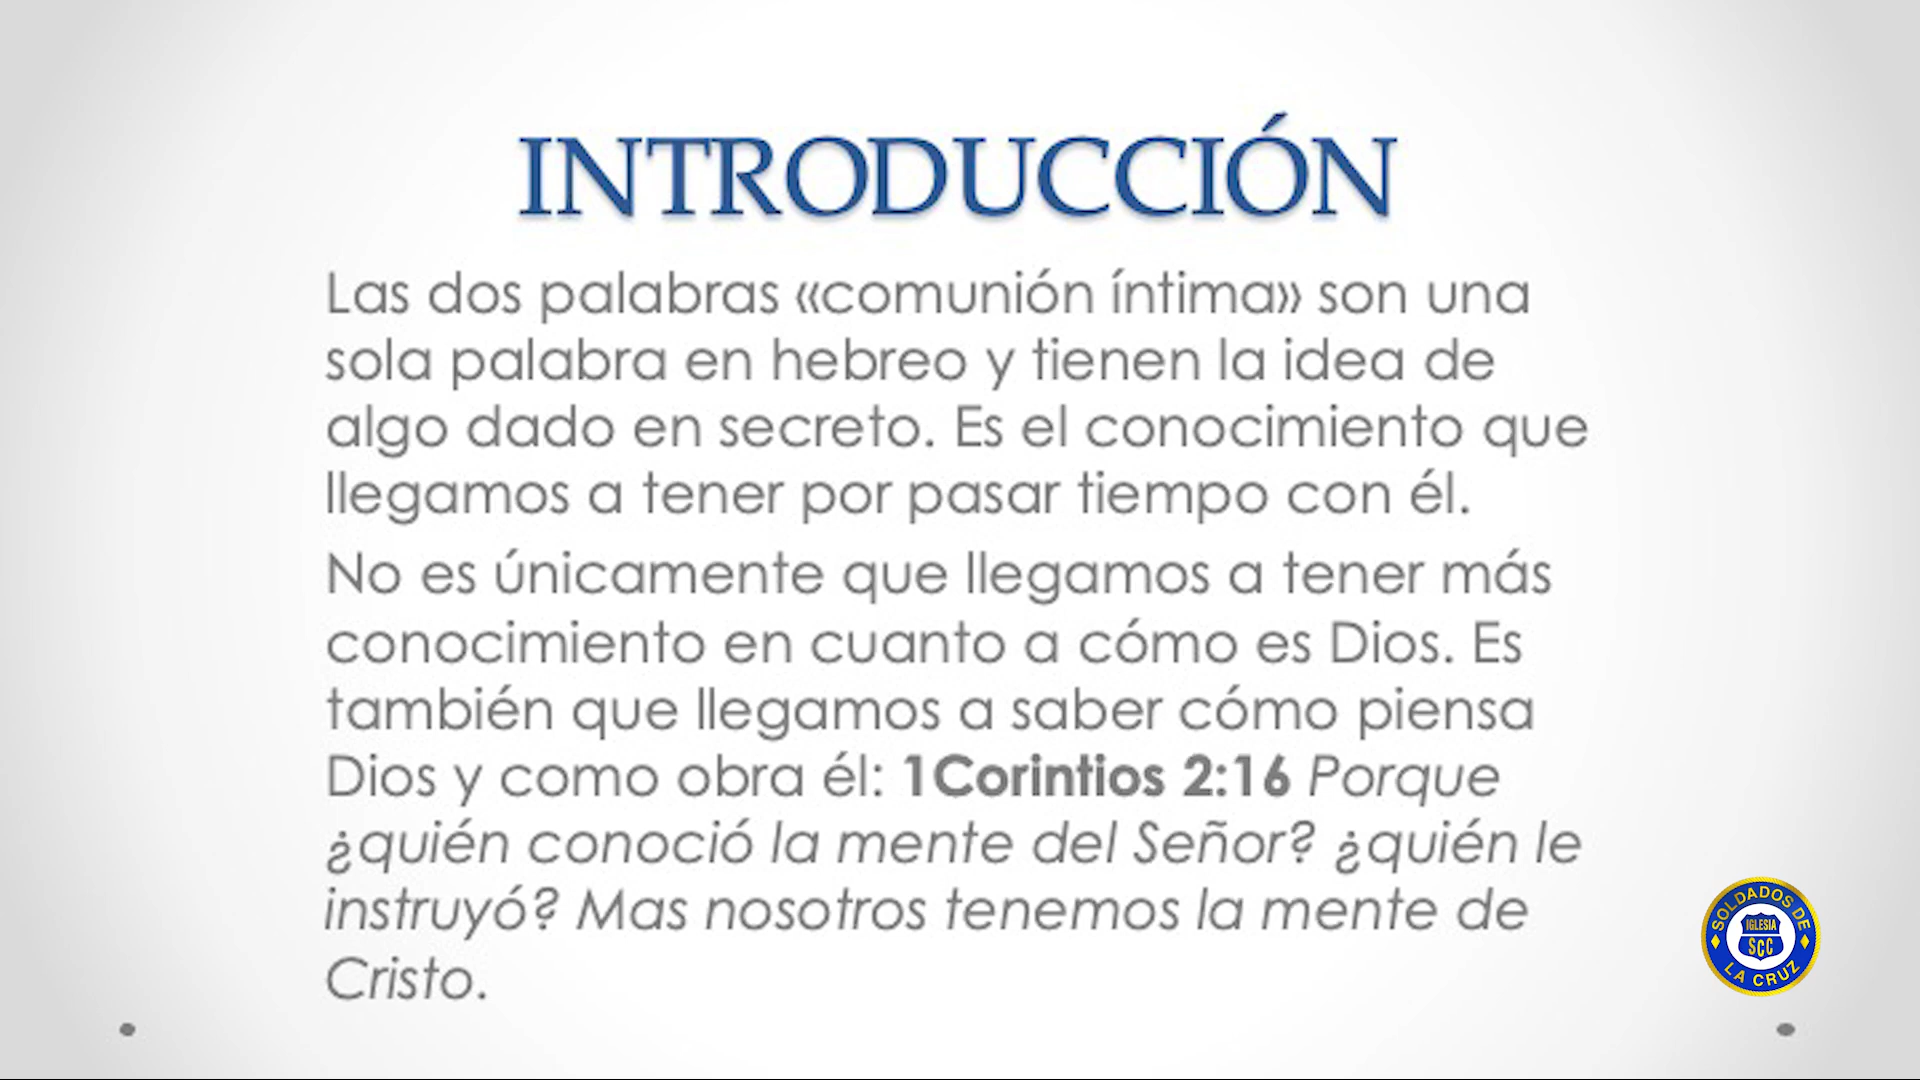 INTRODUCCIÓN
Las dos palabras «comunión íntima» son una
sola palabra en hebreo y tienen la idea de
algo dado en secreto. Es el conocimiento que
llegamos a tener por pasar tiempo con él.
No es únicamente que llegamos a tener más
conocimiento en cuanto a cómo es Dios. Es
también que llegamos a saber cómo piensa
Dios y como obra él: 1Corintios 2:16 Porque
¿quién conoció la mente del Señor? ¿quién le
instruyó? Mas nosotros tenemos la mente de
Cristo.
SOLDADOS DE
IGLESIA
SCC
LA CRUZ